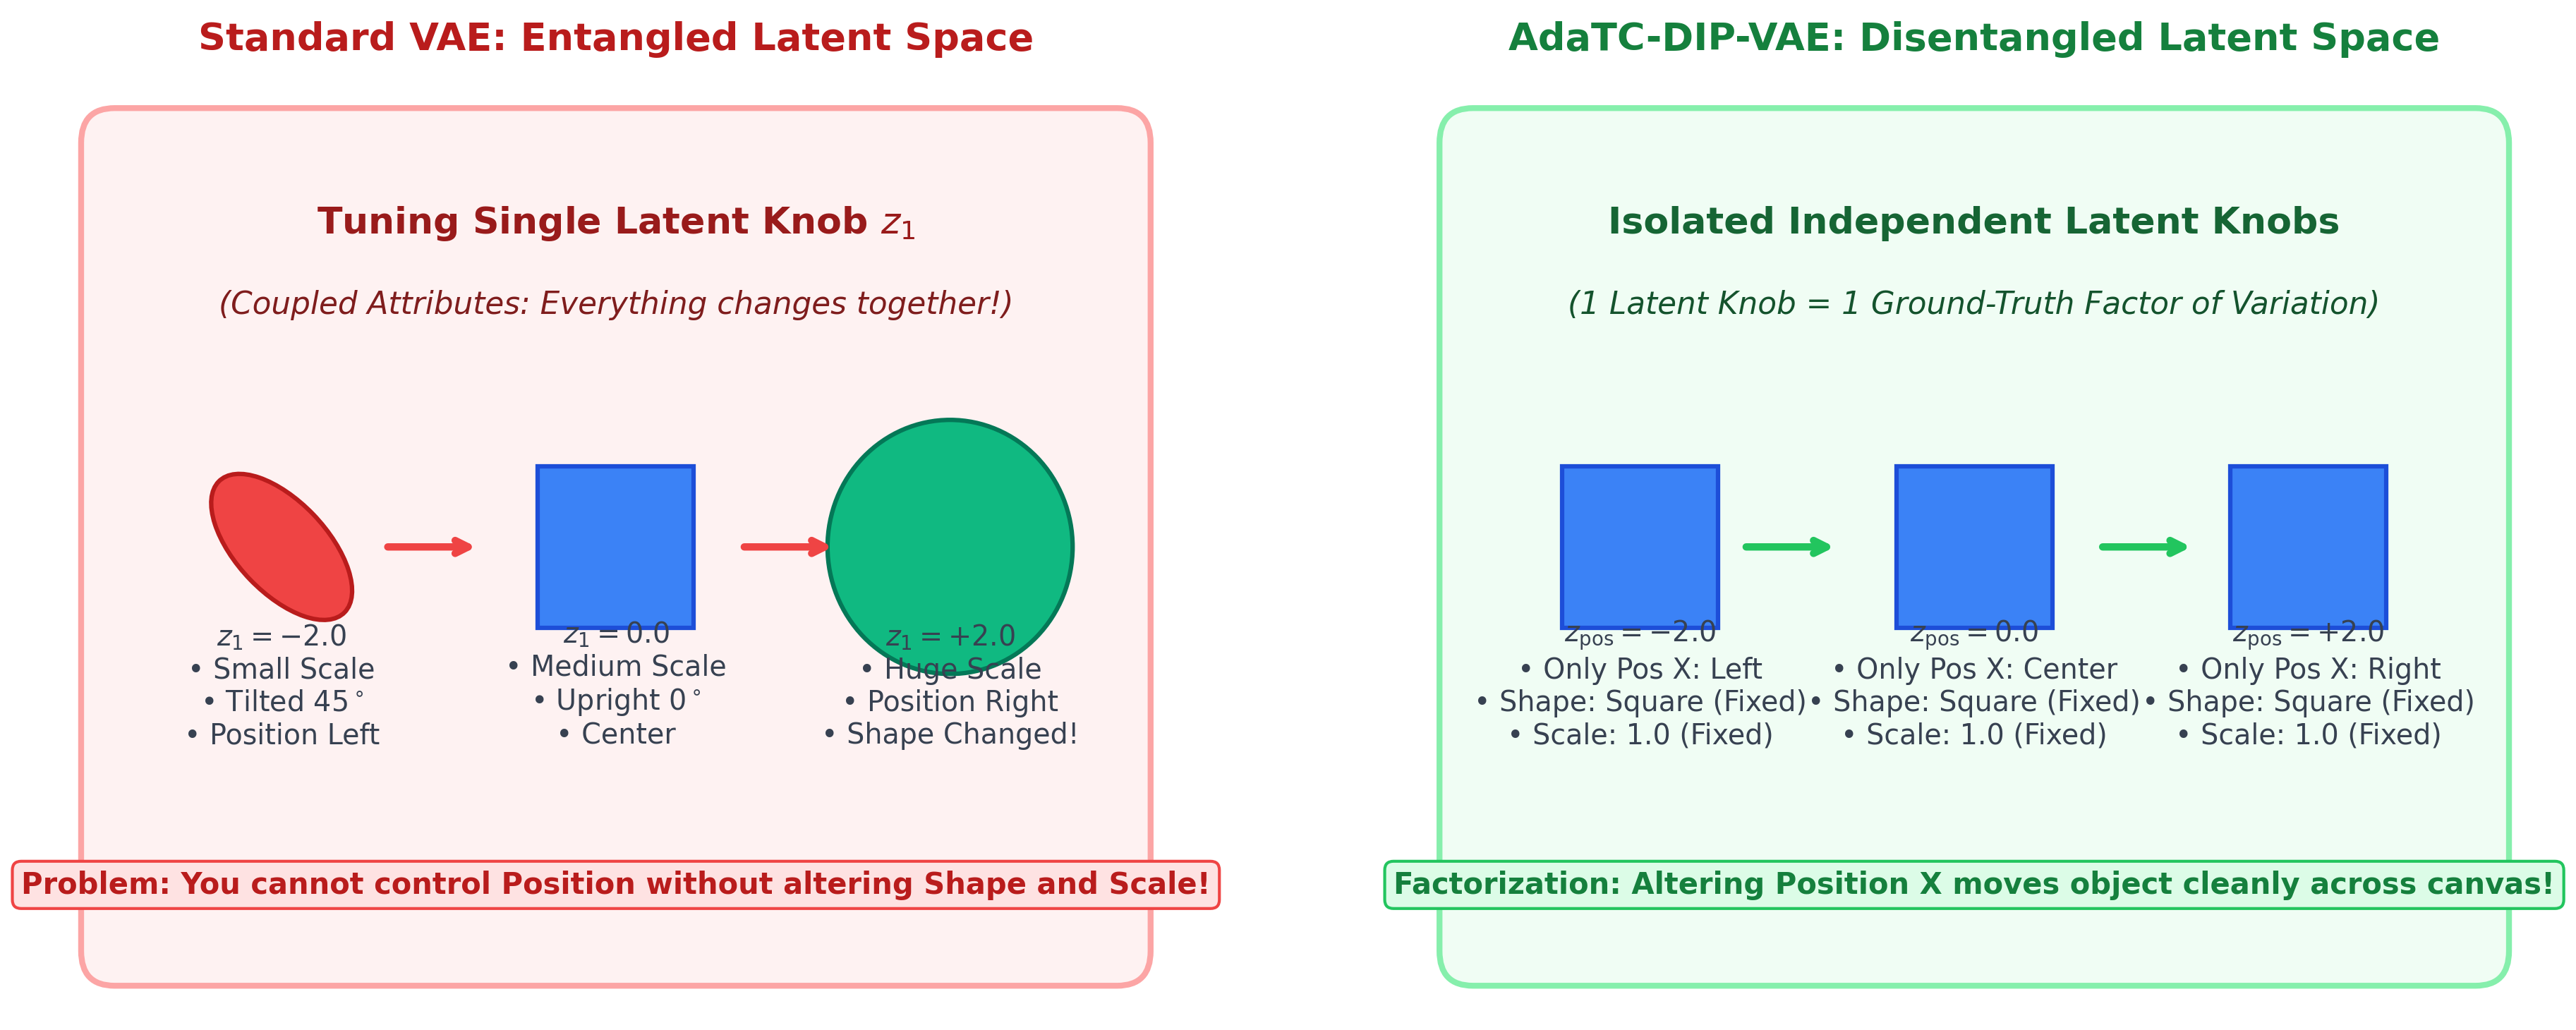 Standard VAE: Entangled Latent Space
Tuning Single Latent Knob z₁
(Coupled Attributes: Everything changes together!)
z₁ = −2.0
• Small Scale
• Tilted 45°
• Position Left
z₁ = 0.0
• Medium Scale
• Upright 0°
• Center
z₁ = +2.0
• Huge Scale
• Position Right
• Shape Changed!
Problem: You cannot control Position without altering Shape and Scale!
AdaTC-DIP-VAE: Disentangled Latent Space
Isolated Independent Latent Knobs
(1 Latent Knob = 1 Ground-Truth Factor of Variation)
z_pos = −2.0
• Only Pos X: Left
• Shape: Square (Fixed)
• Scale: 1.0 (Fixed)
z_pos = 0.0
• Only Pos X: Center
• Shape: Square (Fixed)
• Scale: 1.0 (Fixed)
z_pos = +2.0
• Only Pos X: Right
• Shape: Square (Fixed)
• Scale: 1.0 (Fixed)
Factorization: Altering Position X moves object cleanly across canvas!